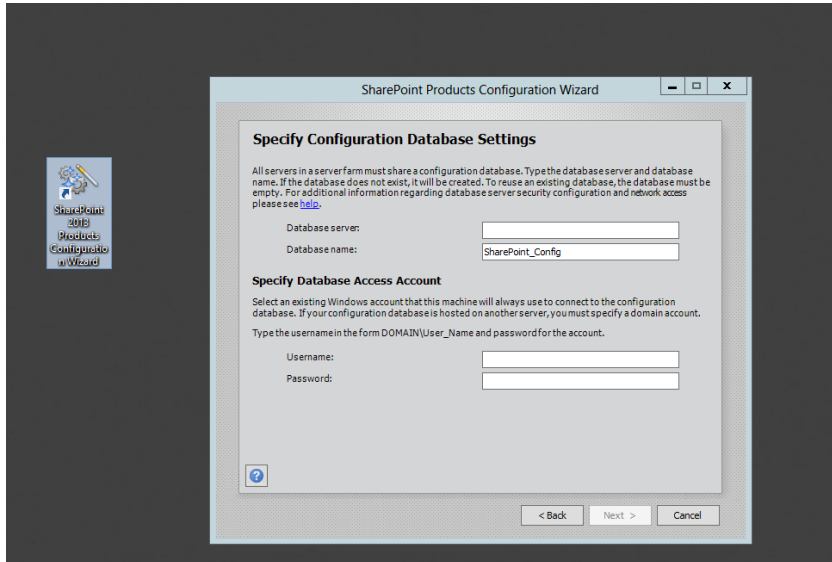 SharePoint Products Configuration Wizard
Specify Configuration Database Settings
All servers in a server farm must share a configuration database. Type the database server and database
name. If the database does not exist, it will be created. To reuse an existing database, the database must be
empty. For additional information regarding database server security configuration and network access
please see help.
Database server:
Database name: SharePoint_Config
Specify Database Access Account
Select an existing Windows account that this machine will always use to connect to the configuration
database. If your configuration database is hosted on another server, you must specify a domain account.
Type the username in the form DOMAIN\User_Name and password for the account.
Username:
Password:
< Back Next > Cancel
SharePoint
2013
Products
Configuratio
n Wizard